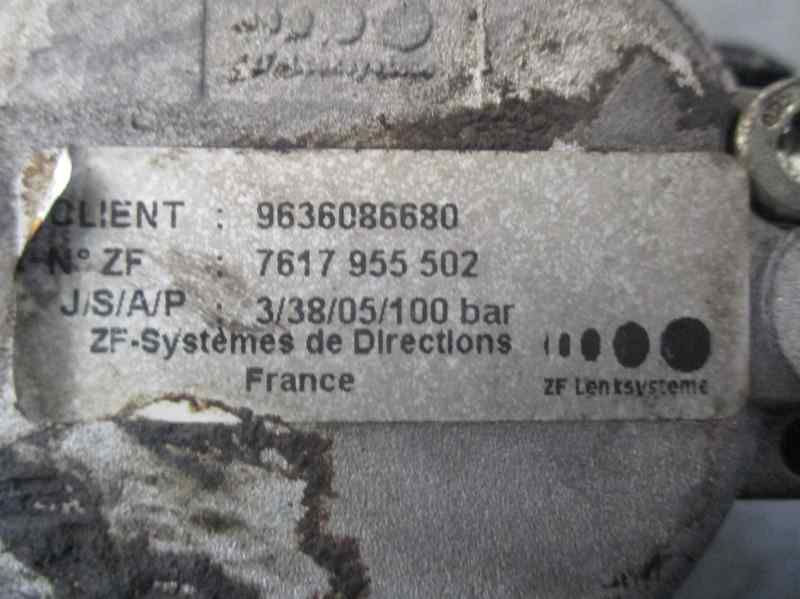 CLIENT : 9636086680
N° ZF : 7617 955 502
J/S/A/P : 3/38/05/100 bar
ZF-Systèmes de Directions
France
ZF Lenksysteme